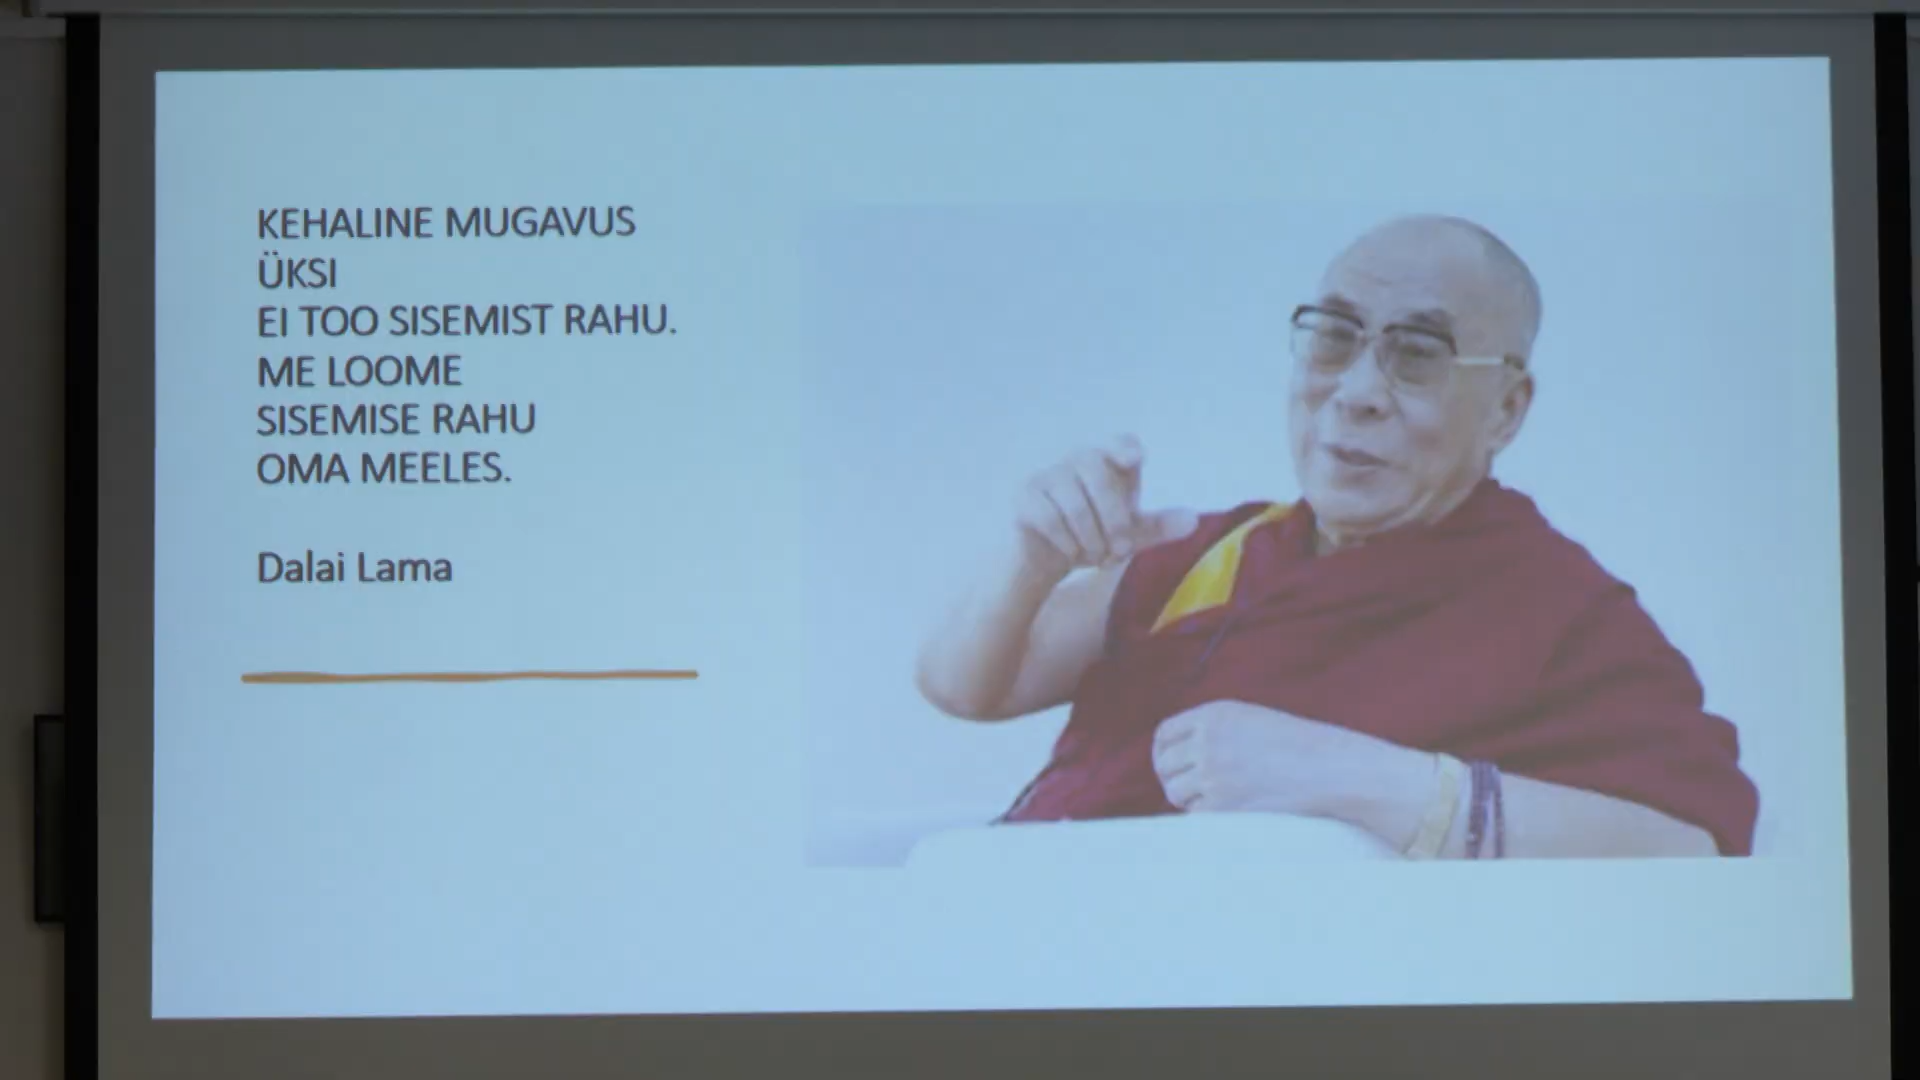 KEHALINE MUGAVUS
ÜKSI
EI TOO SISEMIST RAHU.
ME LOOME
SISEMISE RAHU
OMA MEELES.
Dalai Lama